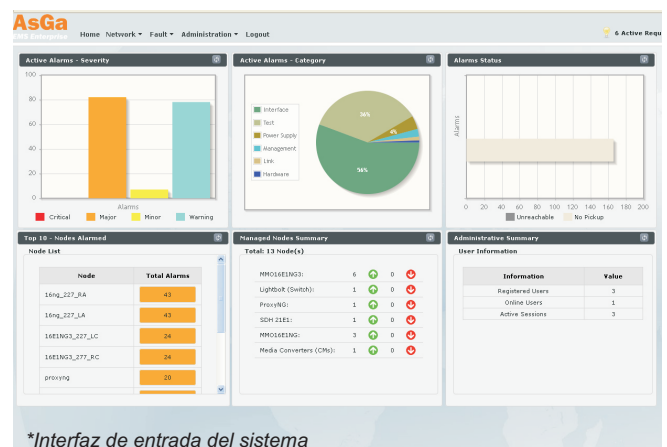 AsGa
EMS Enterprise
Home Network Fault Administration Logout
6 Active Requ
Active Alarms - Severity
100
80
60
40
20
0
Alarms
Critical Major Minor Warning
Active Alarms - Category
Interface
Test
Power Supply
Management
Link
Hardware
36%
4%
56%
Alarms Status
Alarms
0 20 40 60 80 100 120 140 160 180 200
Unreachable No Pickup
Top 10 - Nodes Alarmed
Node List
Node Total Alarms
16ng_227_RA 43
16ng_227_LA 43
16E1NG3_227_LC 24
16E1NG3_277_RC 24
proxyng 20
Managed Nodes Summary
Total: 13 Node(s)
MMO16E1NG3: 6 0
Lightbolt (Switch): 1 0
ProxyNG: 1 0
SDH 21E1: 1 0
MMO16E1NG: 3 0
Media Converters (CMs): 1 0
Administrative Summary
User Information
Information Value
Registered Users 3
Online Users 1
Active Sessions 3
*Interfaz de entrada del sistema